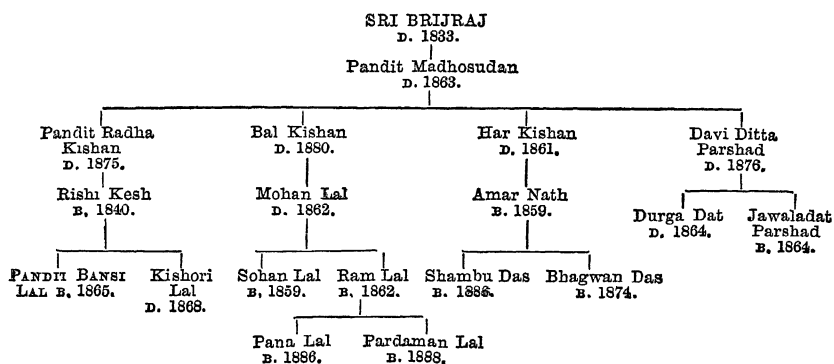 SRI BRIJRAJ
D. 1833.
Pandit Madhosudan
D. 1863.
Pandit Radha
Kishan
D. 1875.
Bal Kishan
D. 1880.
Har Kishan
D. 1861.
Davi Ditta
Parshad
D. 1876.
Rishi Kesh
B. 1840.
Mohan Lal
D. 1862.
Amar Nath
B. 1859.
Durga Dat
D. 1864.
Jawaladat
Parshad
B. 1864.
PANDIT BANSI
LAL B. 1865.
Kishori
Lal
D. 1868.
Sohan Lal
B. 1859.
Ram Lal
B. 1862.
Shambu Das
B. 1886.
Bhagwan Das
B. 1874.
Pana Lal
B. 1886.
Pardaman Lal
B. 1888.